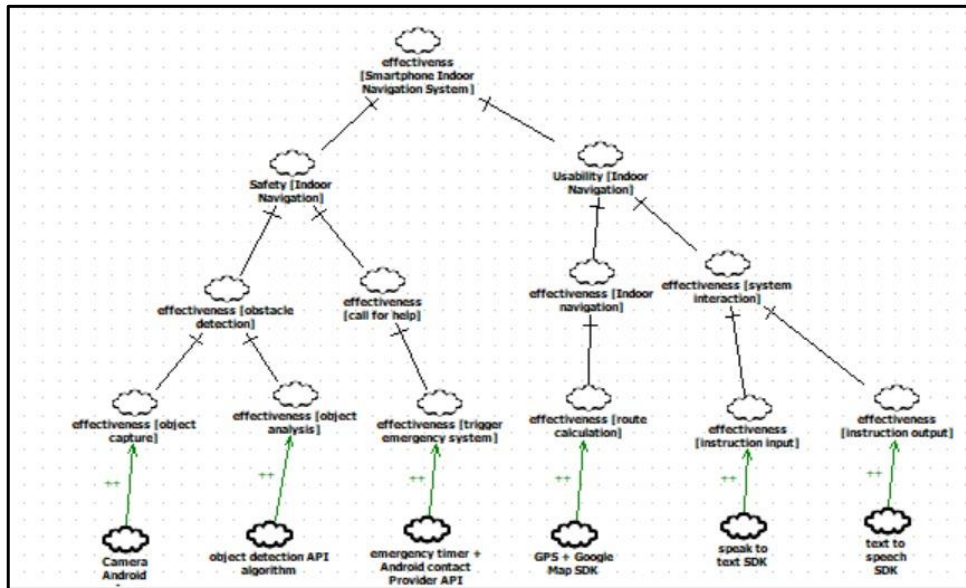 effectivenss
[Smartphone Indoor
Navigation System]
Safety [Indoor
Navigation]
Usability [Indoor
Navigation]
effectiveness [obstacle
detection]
effectiveness
[call for help]
effectiveness [Indoor
navigation]
effectiveness [system
interaction]
effectiveness [object
capture]
effectiveness [object
analysis]
effectiveness [trigger
emergency system]
effectiveness [route
calculation]
effectiveness
[instruction input]
effectiveness
[instruction output]
++
++
++
++
++
++
Camera
Android
object detection API
algorithm
emergency timer +
Android contact
Provider API
GPS + Google
Map SDK
speak to
text SDK
text to
speech
SDK